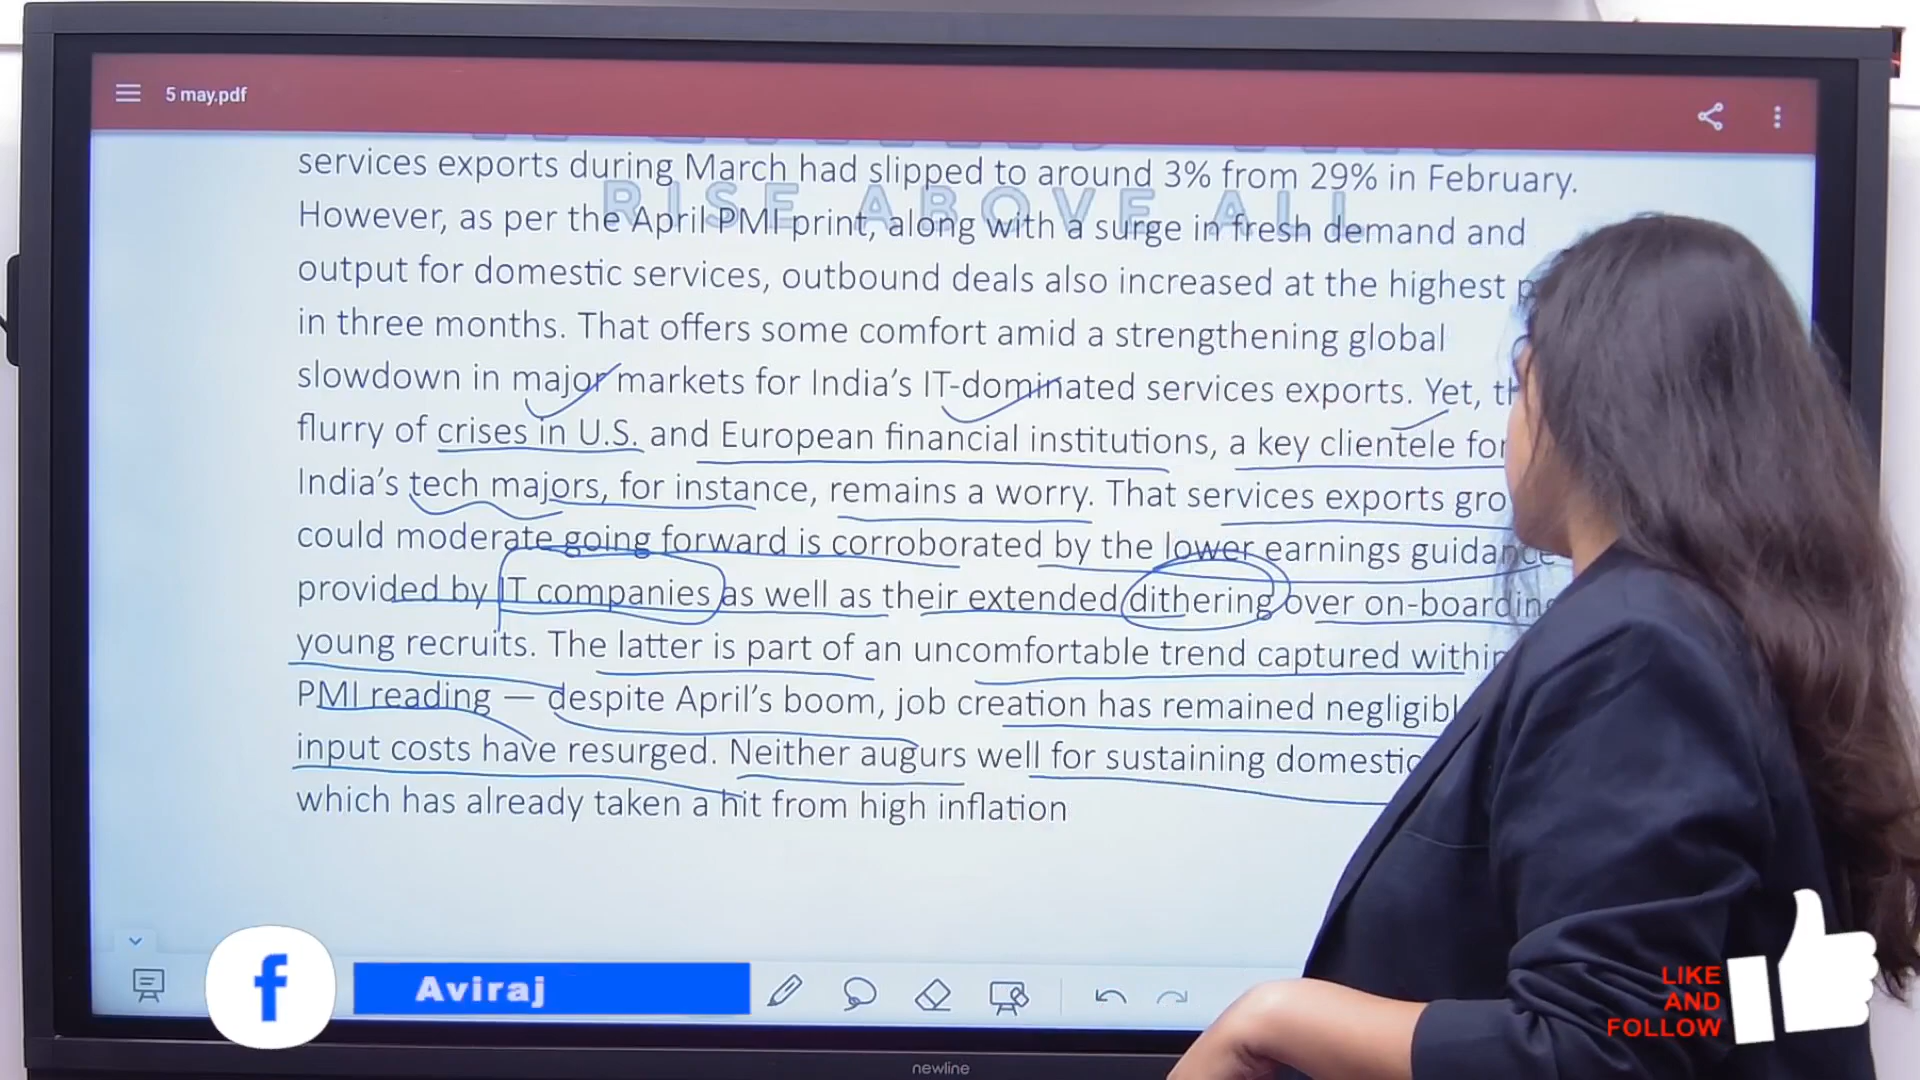 5 may.pdf
RISE ABOVE ALL
services exports during March had slipped to around 3% from 29% in February.
However, as per the April PMI print, along with a surge in fresh demand and
output for domestic services, outbound deals also increased at the highest
in three months. That offers some comfort amid a strengthening global
slowdown in major markets for India's IT-dominated services exports. Yet,
flurry of crises in U.S. and European financial institutions, a key clientele for
India's tech majors, for instance, remains a worry. That services exports
could moderate going forward is corroborated by the lower earnings guidance
provided by IT companies as well as their extended dithering over on-boarding
young recruits. The latter is part of an uncomfortable trend captured within
PMI reading — despite April's boom, job creation has remained
input costs have resurged. Neither augurs well for sustaining domestic
which has already taken a hit from high inflation
f
Aviraj
LIKE
AND
FOLLOW
newline